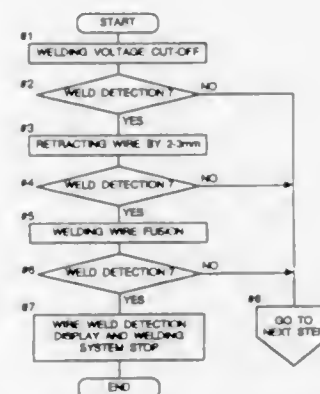 START
#1
WELDING VOLTAGE CUT-OFF
#2
WELD DETECTION ?
NO
YES
#3
RETRACTING WIRE BY 2-3mm
#4
WELD DETECTION ?
NO
YES
#5
WELDING WIRE FUSION
#6
WELD DETECTION ?
NO
YES
#7
WIRE WELD DETECTION
DISPLAY AND WELDING
SYSTEM STOP
#8
GO TO
NEXT STEP
END